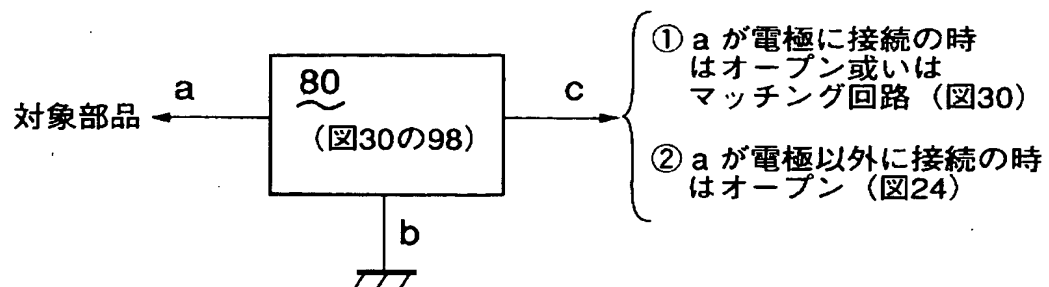 ① a が電極に接続の時
はオープン或いは
マッチング回路（図30）
80
a
c
対象部品
（図30の98）
② a が電極以外に接続の時
はオープン（図24）
b